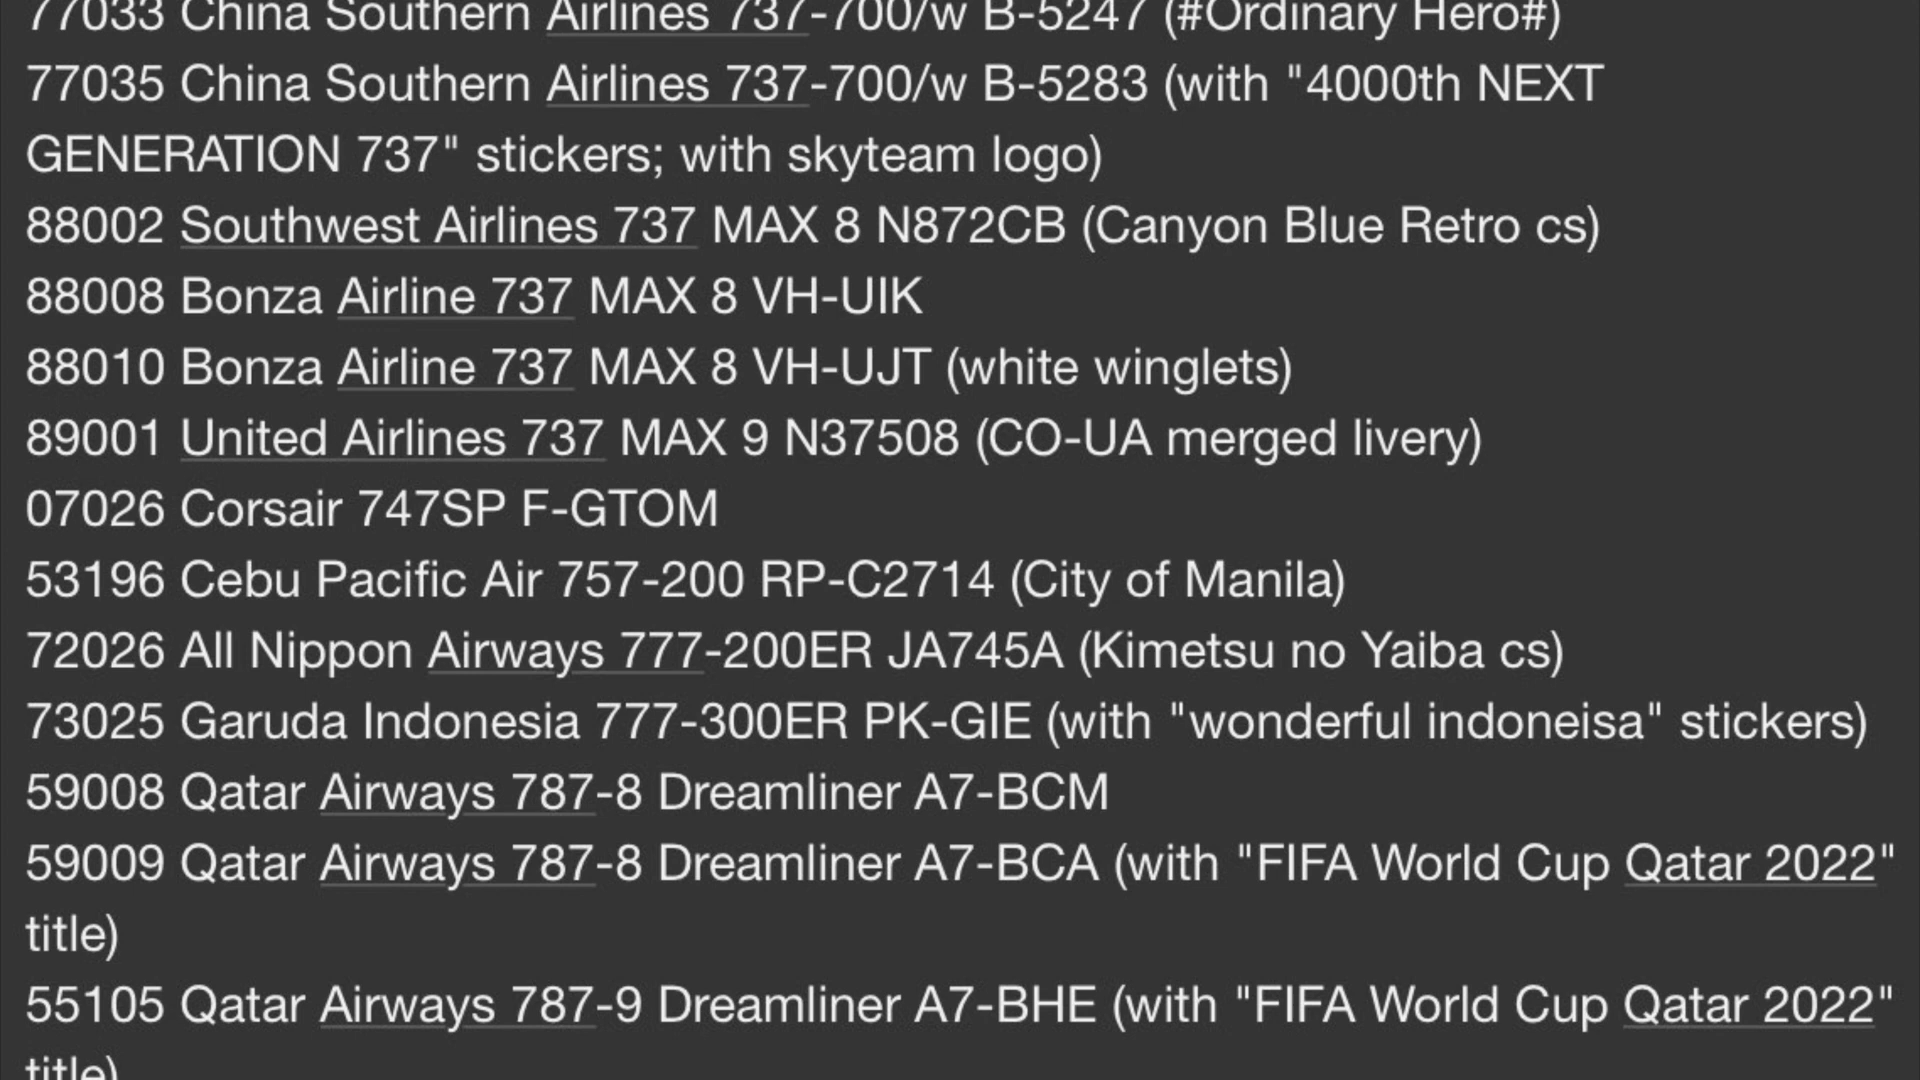 77033 China Southern Airlines 737-700/w B-5247 (#Ordinary Hero#)
77035 China Southern Airlines 737-700/w B-5283 (with "4000th NEXT
GENERATION 737" stickers; with skyteam logo)
88002 Southwest Airlines 737 MAX 8 N872CB (Canyon Blue Retro cs)
88008 Bonza Airline 737 MAX 8 VH-UIK
88010 Bonza Airline 737 MAX 8 VH-UJT (white winglets)
89001 United Airlines 737 MAX 9 N37508 (CO-UA merged livery)
07026 Corsair 747SP F-GTOM
53196 Cebu Pacific Air 757-200 RP-C2714 (City of Manila)
72026 All Nippon Airways 777-200ER JA745A (Kimetsu no Yaiba cs)
73025 Garuda Indonesia 777-300ER PK-GIE (with "wonderful indoneisa" stickers)
59008 Qatar Airways 787-8 Dreamliner A7-BCM
59009 Qatar Airways 787-8 Dreamliner A7-BCA (with "FIFA World Cup Qatar 2022"
title)
55105 Qatar Airways 787-9 Dreamliner A7-BHE (with "FIFA World Cup Qatar 2022"
title)